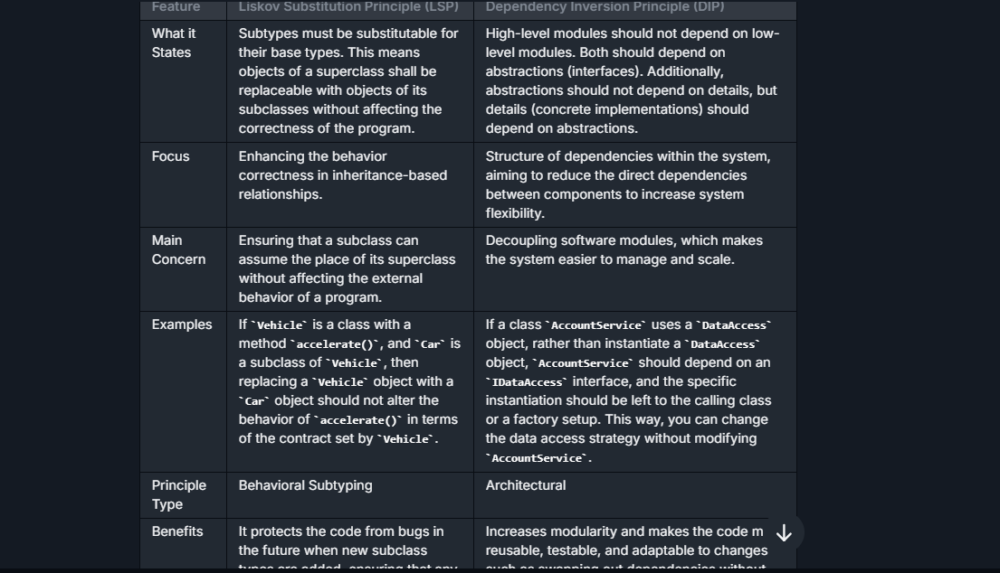 Feature Liskov Substitution Principle (LSP) Dependency Inversion Principle (DIP)
What it
States
Subtypes must be substitutable for
their base types. This means
objects of a superclass shall be
replaceable with objects of its
subclasses without affecting the
correctness of the program.
High-level modules should not depend on low-
level modules. Both should depend on
abstractions (interfaces). Additionally,
abstractions should not depend on details, but
details (concrete implementations) should
depend on abstractions.
Focus
Enhancing the behavior
correctness in inheritance-based
relationships.
Structure of dependencies within the system,
aiming to reduce the direct dependencies
between components to increase system
flexibility.
Main
Concern
Ensuring that a subclass can
assume the place of its superclass
without affecting the external
behavior of a program.
Decoupling software modules, which makes
the system easier to manage and scale.
Examples
If `Vehicle` is a class with a
method `accelerate()`, and `Car` is
a subclass of `Vehicle`, then
replacing a `Vehicle` object with a
`Car` object should not alter the
behavior of `accelerate()` in terms
of the contract set by `Vehicle`.
If a class `AccountService` uses a `DataAccess`
object, rather than instantiate a `DataAccess`
object, `AccountService` should depend on an
`IDataAccess` interface, and the specific
instantiation should be left to the calling class
or a factory setup. This way, you can change
the data access strategy without modifying
`AccountService`.
Principle
Type
Behavioral Subtyping
Architectural
Benefits
It protects the code from bugs in
the future when new subclass
types are added, ensuring that any
Increases modularity and makes the code m
reusable, testable, and adaptable to changes
such as swapping out dependencies without